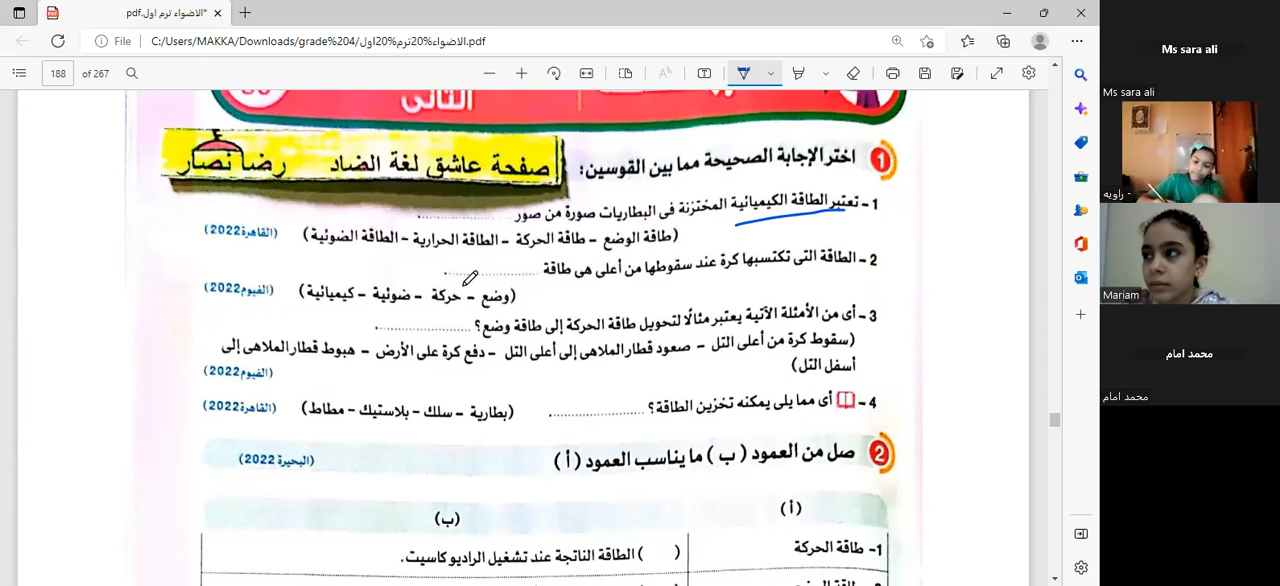 الاضواء ترم اول.pdf*
File
C:/Users/MAKKA/Downloads/grade%204/الاضواء%20ترم%20اول.pdf
188 of 267
الثانى
صفحة عاشق لغة الضاد رضا نصار
1 اختر الإجابة الصحيحة مما بين القوسين:
1- تعتبر الطاقة الكيميائية المختزنة فى البطاريات صورة من صور ..................
(طاقة الوضع - طاقة الحركة - الطاقة الحرارية - الطاقة الضوئية) (القاهرة 2022)
2- الطاقة التى تكتسبها كرة عند سقوطها من أعلى هى طاقة ..................
(وضع - حركة - ضوئية - كيميائية) (الفيوم 2022)
3- أى من الأمثلة الآتية يعتبر مثالًا لتحويل طاقة الحركة إلى طاقة وضع؟ ..................
(سقوط كرة من أعلى التل - صعود قطار الملاهى إلى أعلى التل - دفع كرة على الأرض - هبوط قطار الملاهى إلى
أسفل التل) (الفيوم 2022)
4- أى مما يلى يمكنه تخزين الطاقة؟ .................. (بطارية - سلك - بلاستيك - مطاط) (القاهرة 2022)
2 صل من العمود (ب) ما يناسب العمود (أ) (البحيرة 2022)
(أ) (ب)
1- طاقة الحركة ( ) الطاقة الناتجة عند تشغيل الراديو كاسيت.
Ms sara ali
Ms sara ali
راويه -
Mariam
محمد امام
محمد امام